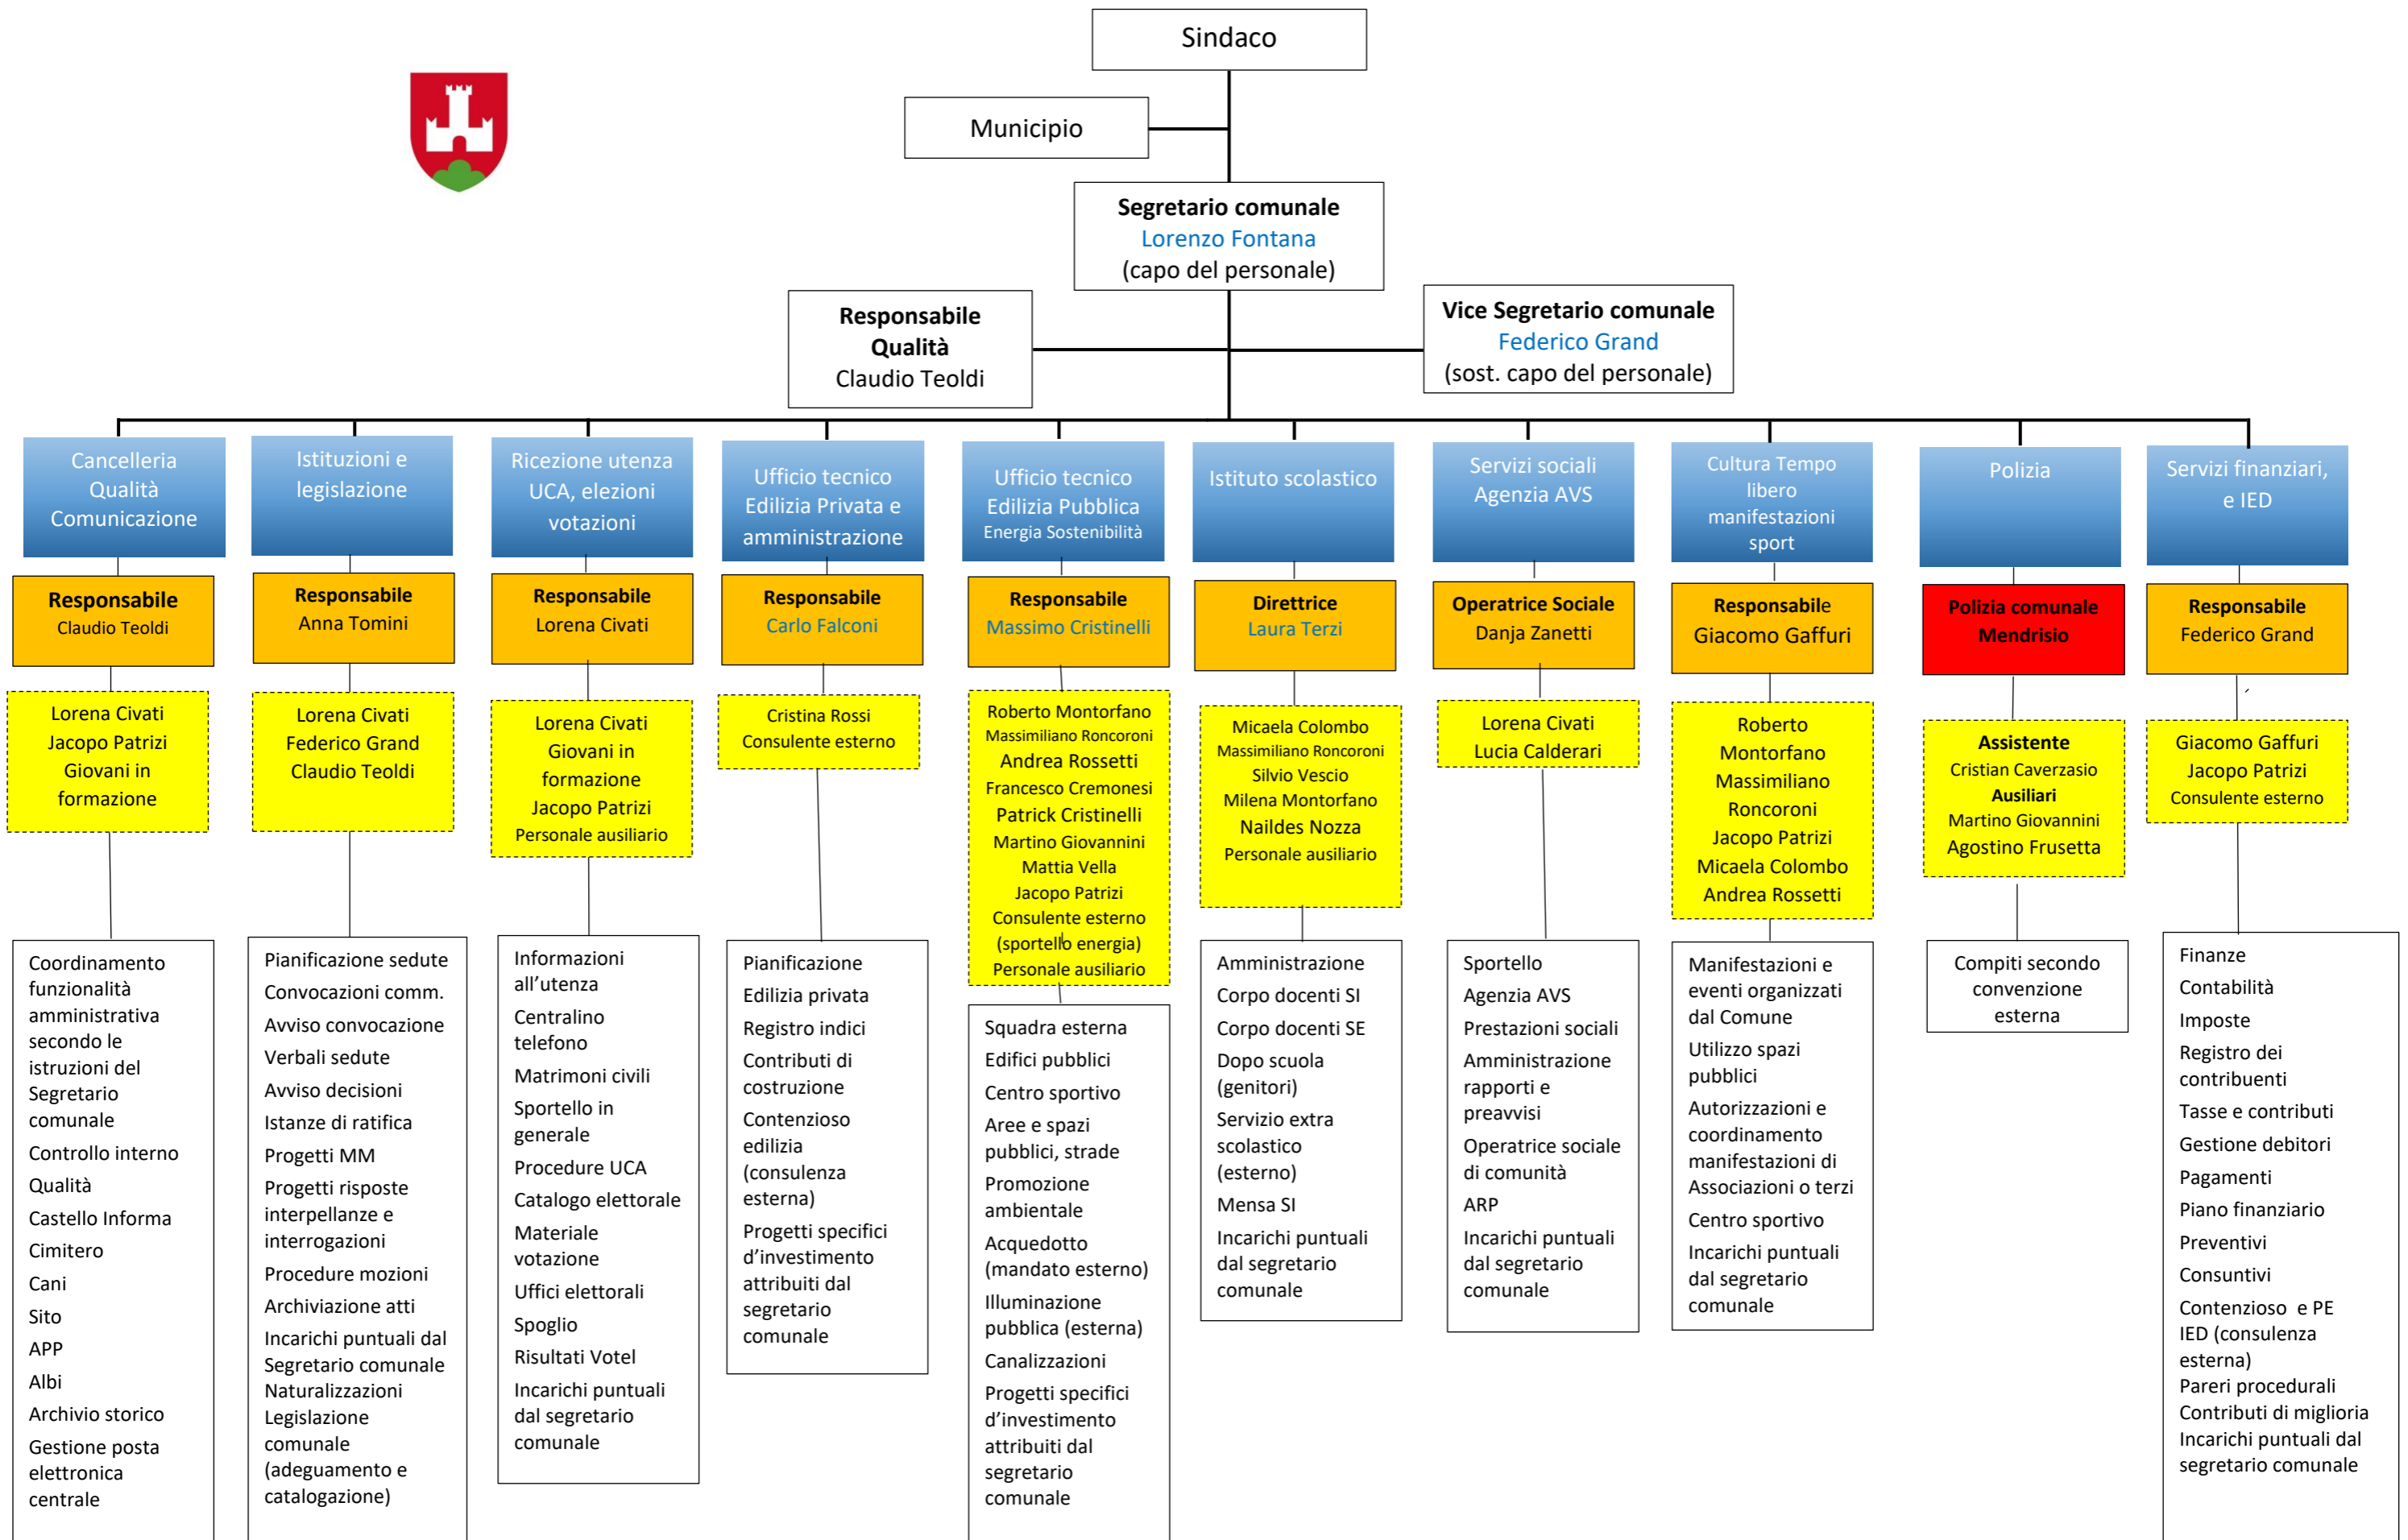 Sindaco
Municipio
Segretario comunale
Lorenzo Fontana
(capo del personale)
Responsabile
Qualità
Claudio Teoldi
Vice Segretario comunale
Federico Grand
(sost. capo del personale)
Cancelleria
Qualità
Comunicazione
Responsabile
Claudio Teoldi
Lorena Civati
Jacopo Patrizi
Giovani in
formazione
Coordinamento
funzionalità
amministrativa
secondo le
istruzioni del
Segretario
comunale
Controllo interno
Qualità
Castello Informa
Cimitero
Cani
Sito
APP
Albi
Archivio storico
Gestione posta
elettronica
centrale
Istituzioni e
legislazione
Responsabile
Anna Tomini
Lorena Civati
Federico Grand
Claudio Teoldi
Pianificazione sedute
Convocazioni comm.
Avviso convocazione
Verbali sedute
Avviso decisioni
Istanze di ratifica
Progetti MM
Progetti risposte
interpellanze e
interrogazioni
Procedure mozioni
Archiviazione atti
Incarichi puntuali dal
Segretario comunale
Naturalizzazioni
Legislazione
comunale
(adeguamento e
catalogazione)
Ricezione utenza
UCA, elezioni
votazioni
Responsabile
Lorena Civati
Lorena Civati
Giovani in
formazione
Jacopo Patrizi
Personale ausiliario
Informazioni
all’utenza
Centralino
telefono
Matrimoni civili
Sportello in
generale
Procedure UCA
Catalogo elettorale
Materiale
votazione
Uffici elettorali
Spoglio
Risultati Votel
Incarichi puntuali
dal segretario
comunale
Ufficio tecnico
Edilizia Privata e
amministrazione
Responsabile
Carlo Falconi
Cristina Rossi
Consulente esterno
Pianificazione
Edilizia privata
Registro indici
Contributi di
costruzione
Contenzioso
edilizia
(consulenza
esterna)
Progetti specifici
d’investimento
attribuiti dal
segretario
comunale
Ufficio tecnico
Edilizia Pubblica
Energia Sostenibilità
Responsabile
Massimo Cristinelli
Roberto Montorfano
Massimiliano Roncoroni
Andrea Rossetti
Francesco Cremonesi
Patrick Cristinelli
Martino Giovannini
Mattia Vella
Jacopo Patrizi
Consulente esterno
(sportello energia)
Personale ausiliario
Squadra esterna
Edifici pubblici
Centro sportivo
Aree e spazi
pubblici, strade
Promozione
ambientale
Acquedotto
(mandato esterno)
Illuminazione
pubblica (esterna)
Canalizzazioni
Progetti specifici
d’investimento
attribuiti dal
segretario
comunale
Istituto scolastico
Direttrice
Laura Terzi
Micaela Colombo
Massimiliano Roncoroni
Silvio Vescio
Milena Montorfano
Naildes Nozza
Personale ausiliario
Amministrazione
Corpo docenti SI
Corpo docenti SE
Dopo scuola
(genitori)
Servizio extra
scolastico
(esterno)
Mensa SI
Incarichi puntuali
dal segretario
comunale
Servizi sociali
Agenzia AVS
Operatrice Sociale
Danja Zanetti
Lorena Civati
Lucia Calderari
Sportello
Agenzia AVS
Prestazioni sociali
Amministrazione
rapporti e
preavvisi
Operatrice sociale
di comunità
ARP
Incarichi puntuali
dal segretario
comunale
Cultura Tempo
libero
manifestazioni
sport
Responsabile
Giacomo Gaffuri
Roberto
Montorfano
Massimiliano
Roncoroni
Jacopo Patrizi
Micaela Colombo
Andrea Rossetti
Manifestazioni e
eventi organizzati
dal Comune
Utilizzo spazi
pubblici
Autorizzazioni e
coordinamento
manifestazioni di
Associazioni o terzi
Centro sportivo
Incarichi puntuali
dal segretario
comunale
Polizia
Polizia comunale
Mendrisio
Assistente
Cristian Caverzasio
Ausiliari
Martino Giovannini
Agostino Frusetta
Compiti secondo
convenzione
esterna
Servizi finanziari,
e IED
Responsabile
Federico Grand
Giacomo Gaffuri
Jacopo Patrizi
Consulente esterno
Finanze
Contabilità
Imposte
Registro dei
contribuenti
Tasse e contributi
Gestione debitori
Pagamenti
Piano finanziario
Preventivi
Consuntivi
Contenzioso e PE
IED (consulenza
esterna)
Pareri procedurali
Contributi di miglioria
Incarichi puntuali dal
segretario comunale